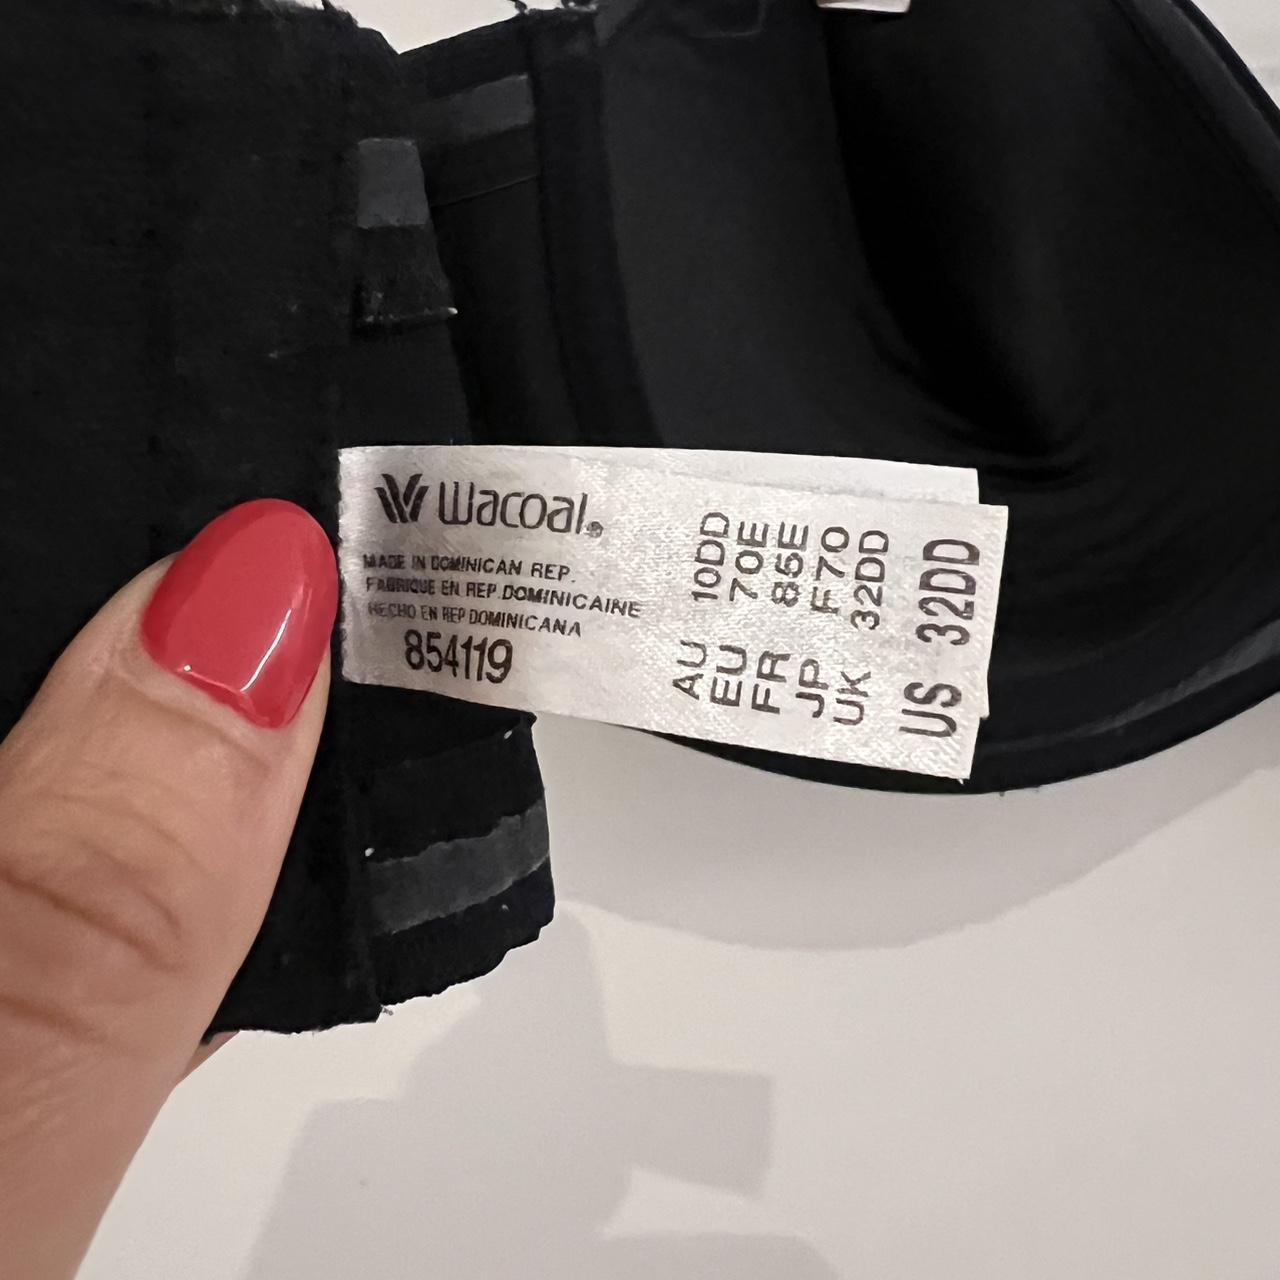 Wacoal®
MADE IN DOMINICAN REP.
FABRIQUE EN REP. DOMINICAINE
HECHO EN REP DOMINICANA
854119
AU 10DD
EU 70E
FR 85E
JP F70
UK 32DD
US 32DD